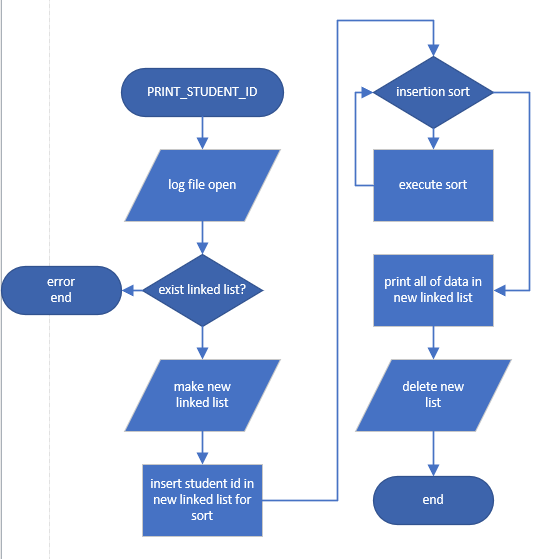 PRINT_STUDENT_ID
log file open
exist linked list?
error
end
make new
linked list
insert student id in
new linked list for
sort
insertion sort
execute sort
print all of data in
new linked list
delete new
list
end